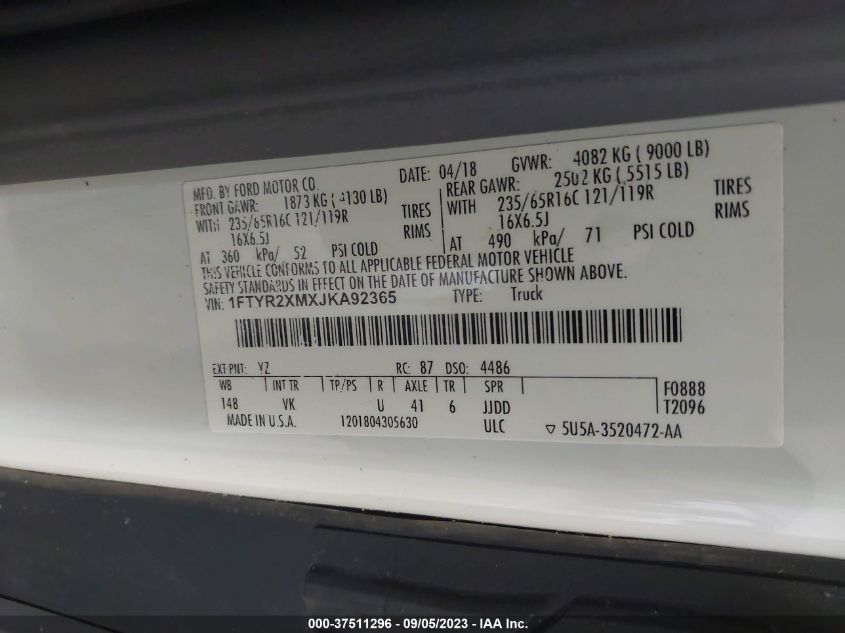 MFD. BY FORD MOTOR CO.
DATE: 04/18 GVWR: 4082 KG ( 9000 LB)
FRONT GAWR: 1873 KG ( 4130 LB)
WITH 235/65R16C 121/119R TIRES
16X6.5J RIMS
AT 360 kPa/ 52 PSI COLD
REAR GAWR: 2502 KG ( 5515 LB)
WITH 235/65R16C 121/119R TIRES
16X6.5J RIMS
AT 490 kPa/ 71 PSI COLD
THIS VEHICLE CONFORMS TO ALL APPLICABLE FEDERAL MOTOR VEHICLE
SAFETY STANDARDS IN EFFECT ON THE DATE OF MANUFACTURE SHOWN ABOVE.
VIN: 1FTYR2XMXJKA92365 TYPE: Truck
EXT PNT: YZ RC: 87 DSO: 4486
WB INT TR TP/PS R AXLE TR SPR F0888
148 VK U 41 6 JJDD T2096
MADE IN U.S.A. 1201804305630 ULC ▽ 5U5A-3520472-AA
000-37511296 - 09/05/2023 - IAA Inc.